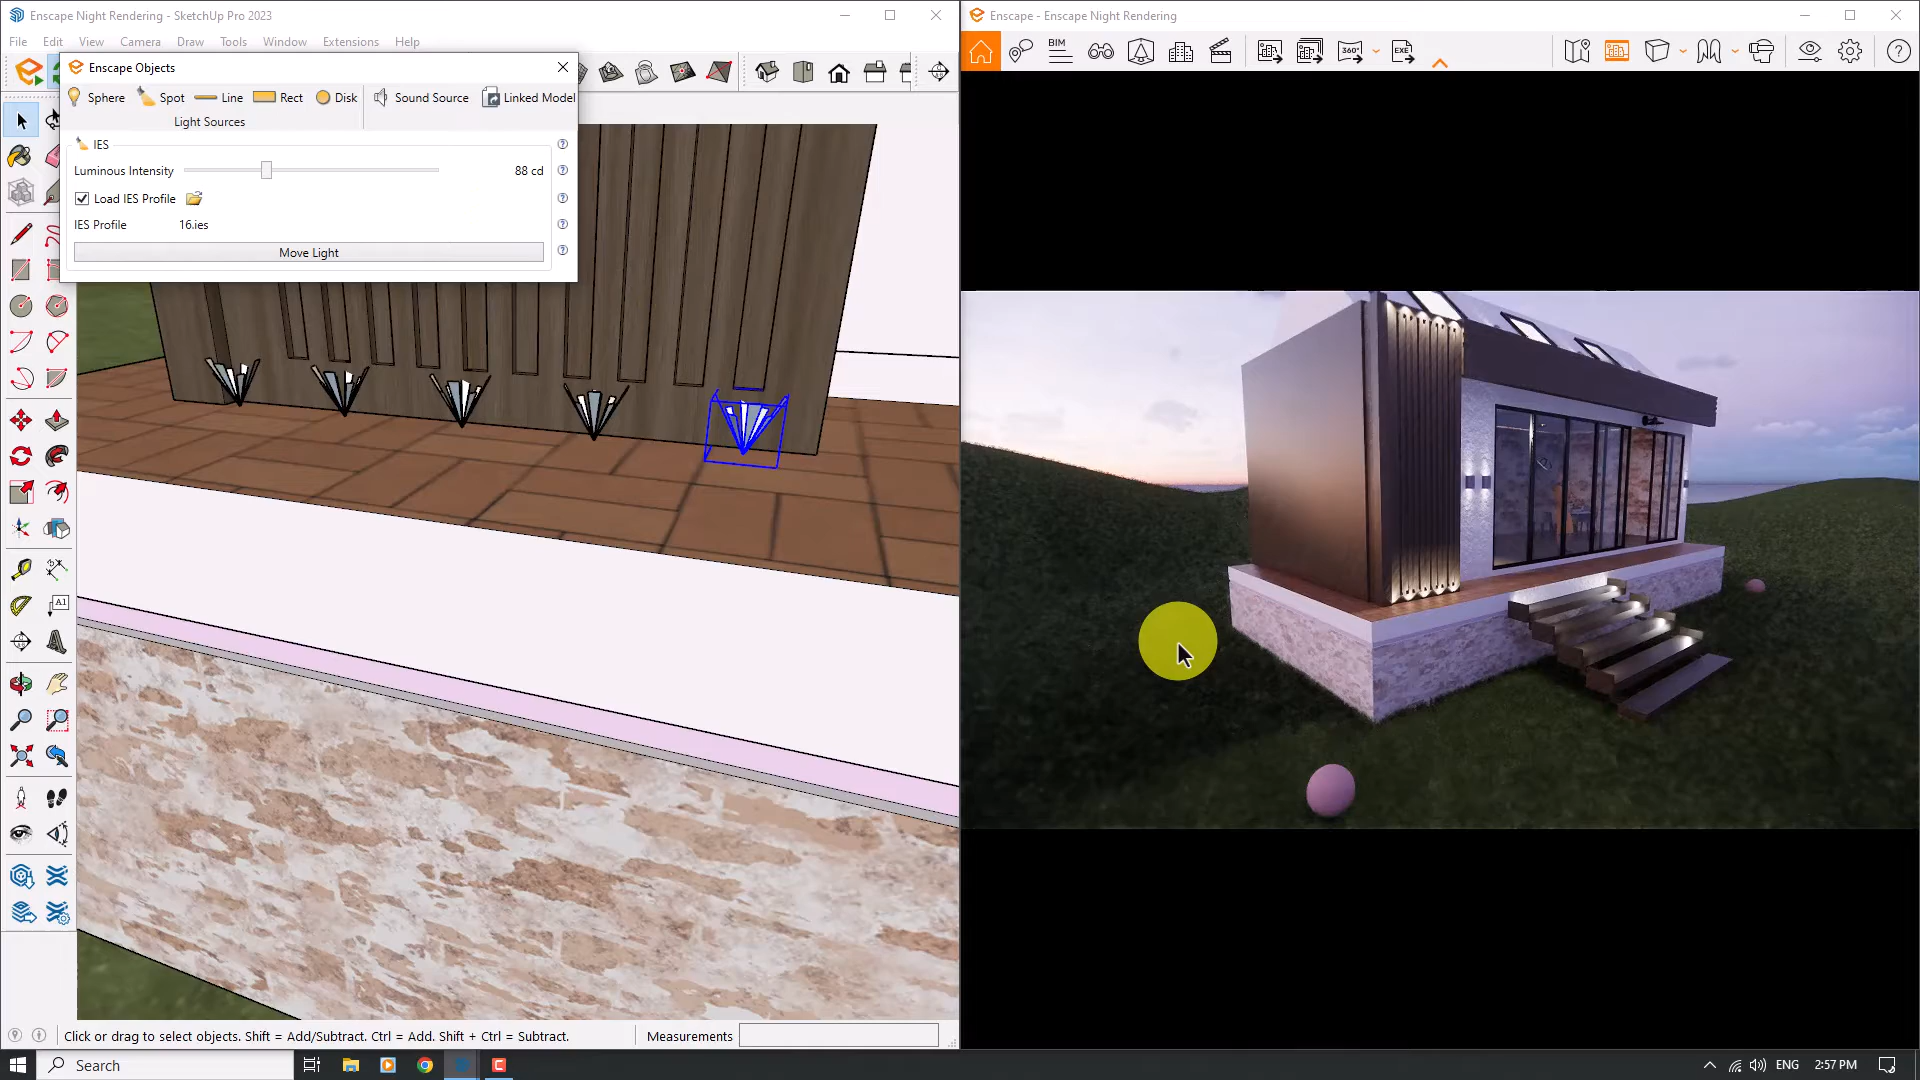 Enscape Night Rendering - SketchUp Pro 2023
File Edit View Camera Draw Tools Window Extensions Help
Enscape Objects
Sphere Spot Line Rect Disk Sound Source Linked Model
Light Sources
IES
Luminous Intensity 88 cd
Load IES Profile
IES Profile 16.ies
Move Light
A1
Click or drag to select objects. Shift = Add/Subtract. Ctrl = Add. Shift + Ctrl = Subtract.
Measurements
Enscape - Enscape Night Rendering
BIM
360°
EXE
Search
ENG
2:57 PM